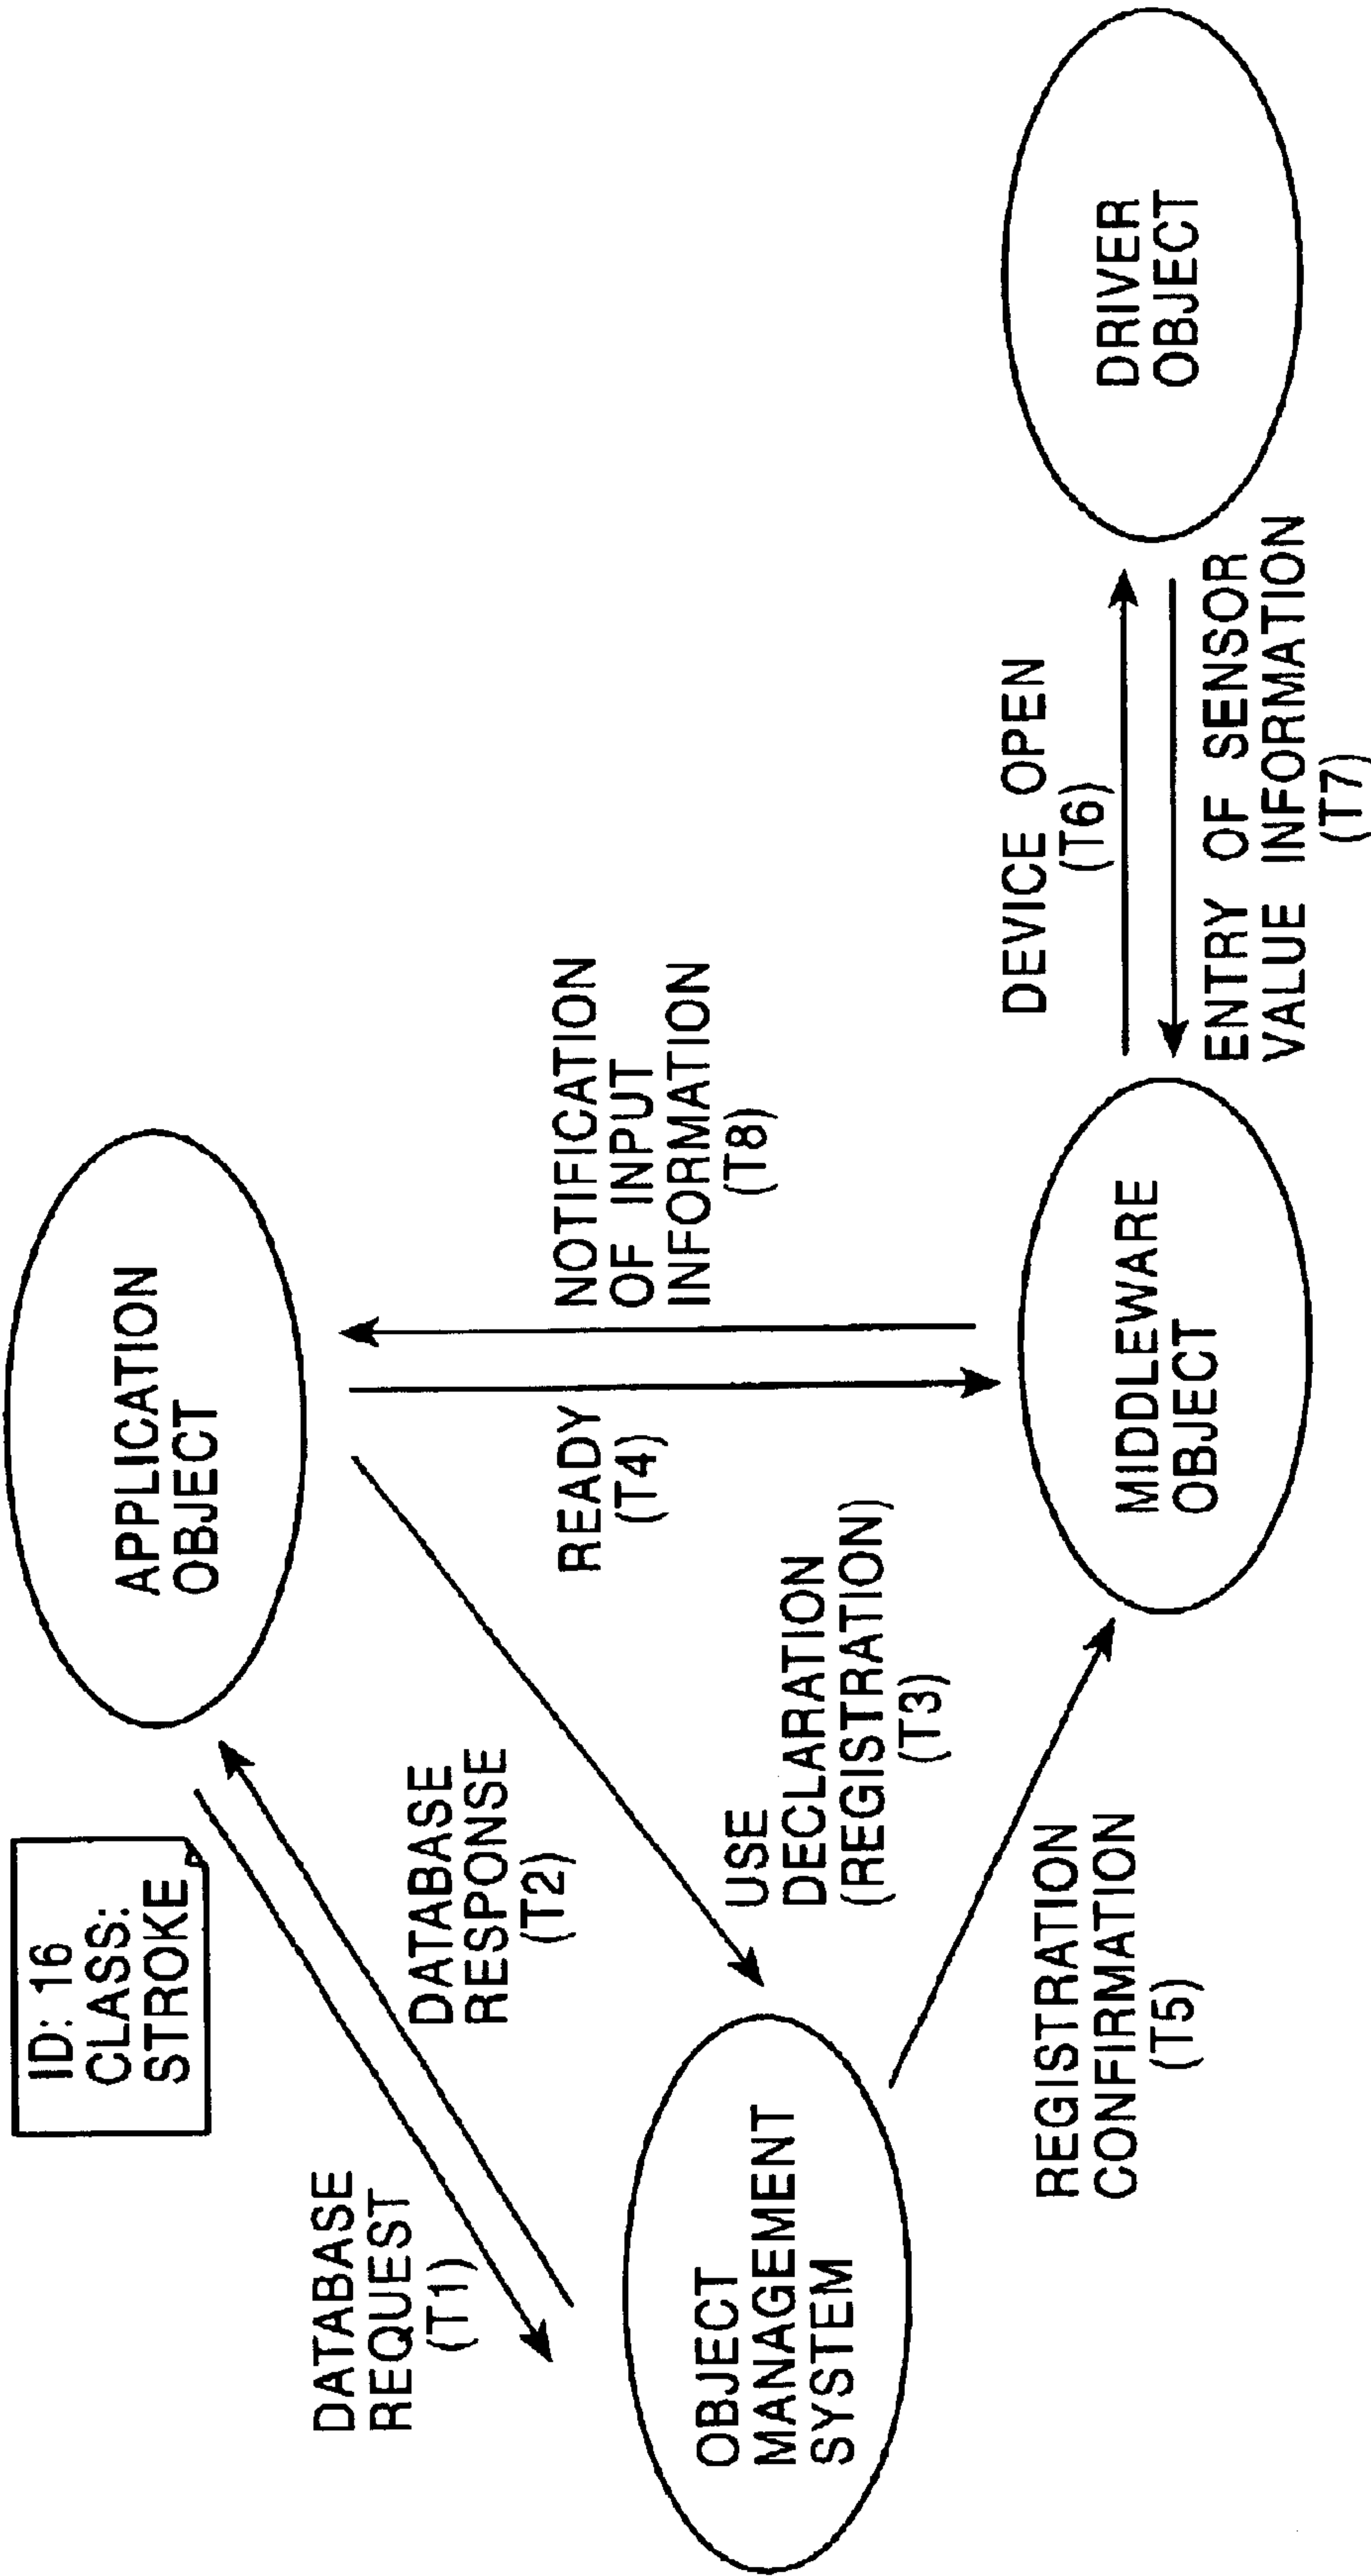 ID: 16
CLASS:
STROKE
APPLICATION
OBJECT
DATABASE
REQUEST
(T1)
DATABASE
RESPONSE
(T2)
READY
(T4)
NOTIFICATION
OF INPUT
INFORMATION
(T8)
USE
DECLARATION
(REGISTRATION)
(T3)
OBJECT
MANAGEMENT
SYSTEM
REGISTRATION
CONFIRMATION
(T5)
MIDDLEWARE
OBJECT
DEVICE OPEN
(T6)
ENTRY OF SENSOR
VALUE INFORMATION
(T7)
DRIVER
OBJECT